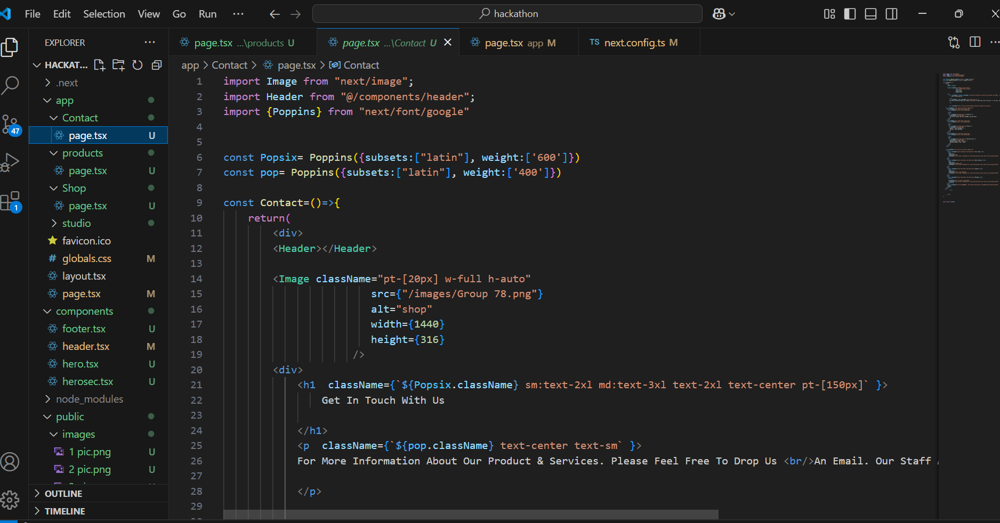 File Edit Selection View Go Run ··· hackathon
EXPLORER ···
HACKAT...
.next
app
Contact
page.tsx U
products
page.tsx U
Shop
page.tsx U
studio
favicon.ico
# globals.css M
layout.tsx
page.tsx M
components
footer.tsx U
header.tsx M
hero.tsx U
herosec.tsx U
node_modules
public
images
1 pic.png U
2 pic.png U
OUTLINE
TIMELINE
47
1
page.tsx ...\products U
page.tsx ...\Contact U
page.tsx app M
TS next.config.ts M
app > Contact > page.tsx > Contact
1 import Image from "next/image";
2 import Header from "@/components/header";
3 import {Poppins} from "next/font/google"
4
5
6 const Popsix= Poppins({subsets:["latin"], weight:['600']})
7 const pop= Poppins({subsets:["latin"], weight:['400']})
8
9 const Contact=()=>{
10 return(
11 <div>
12 <Header></Header>
13
14 <Image className="pt-[20px] w-full h-auto"
15 src={"/images/Group 78.png"}
16 alt="shop"
17 width={1440}
18 height={316}
19 />
20 <div>
21 <h1  className={`${Popsix.className} sm:text-2xl md:text-3xl text-2xl text-center pt-[150px]` }>
22 Get In Touch With Us
23
24 </h1>
25 <p  className={`${pop.className} text-center text-sm` }>
26 For More Information About Our Product & Services. Please Feel Free To Drop Us <br/>An Email. Our Staff
27
28 </p>
29